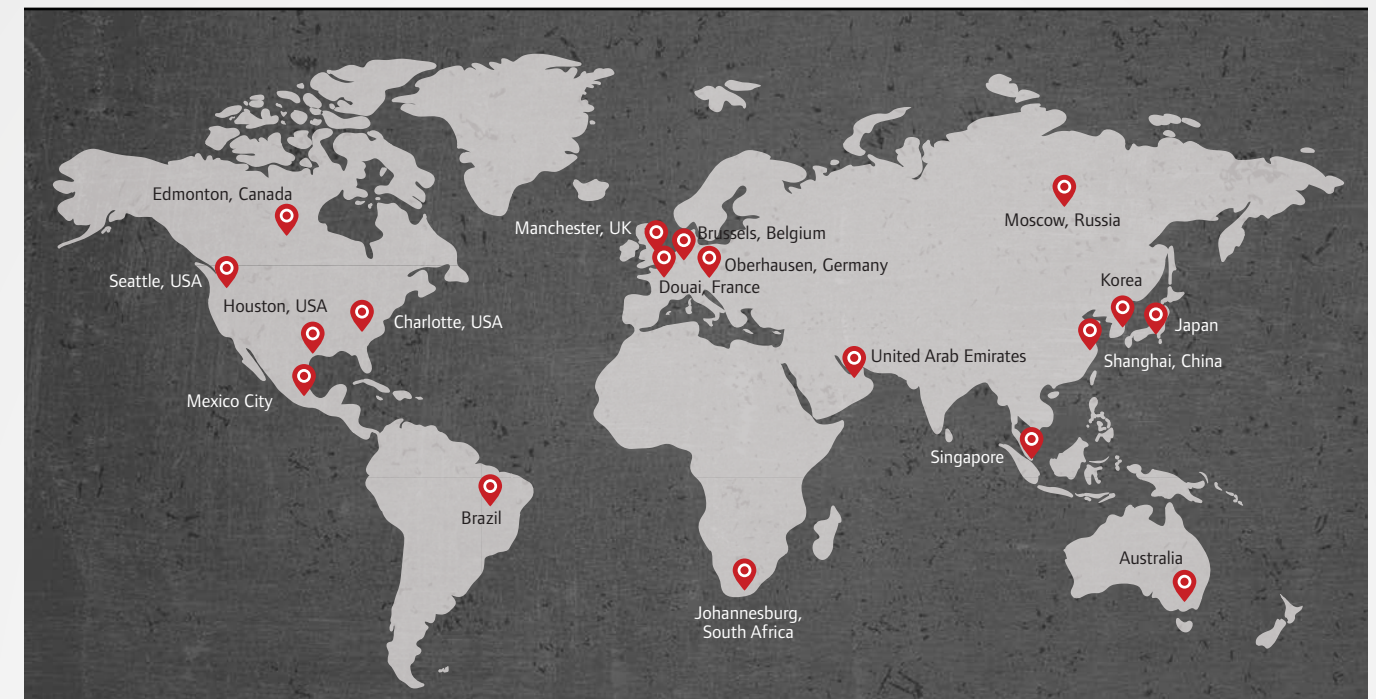 Edmonton, Canada
Manchester, UK
Brussels, Belgium
Moscow, Russia
Oberhausen, Germany
Seattle, USA
Douai, France
Korea
Houston, USA
Charlotte, USA
Japan
United Arab Emirates
Shanghai, China
Mexico City
Singapore
Brazil
Australia
Johannesburg,
South Africa